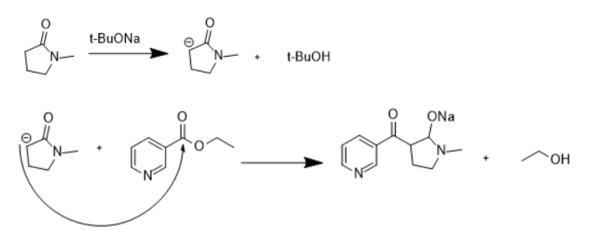 O O
t-BuONa
⊖
N N + t-BuOH
O O O ONa
⊖
N + O N + OH
N N